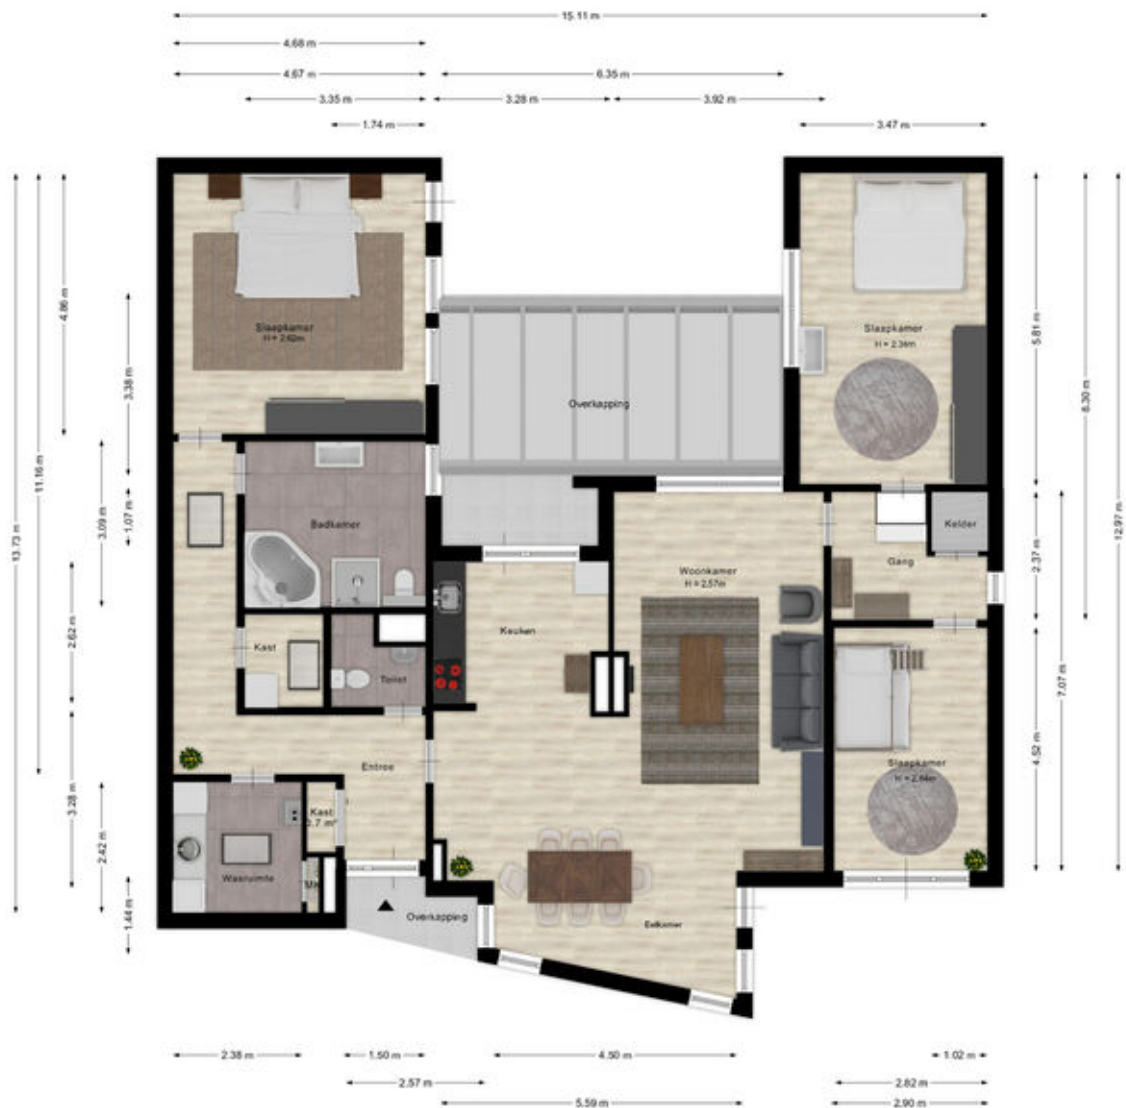 15.11 m
4.68 m
4.67 m
6.35 m
3.35 m
3.28 m
3.92 m
1.74 m
3.47 m
13.73 m
11.16 m
4.86 m
3.38 m
3.09 m
1.07 m
2.62 m
3.28 m
2.42 m
1.44 m
Slaapkamer
H = 2.62m
Overkapping
Slaapkamer
H = 2.34m
Badkamer
Kelder
Gang
Woonkamer
H = 2.57m
Keuken
Kast
Toilet
Entree
Slaapkamer
H = 2.64m
Kast
Wasruimte
MK
Overkapping
Eetkamer
5.81 m
8.30 m
12.97 m
2.37 m
7.07 m
4.52 m
2.38 m
1.50 m
4.50 m
1.02 m
2.57 m
2.82 m
5.59 m
2.90 m